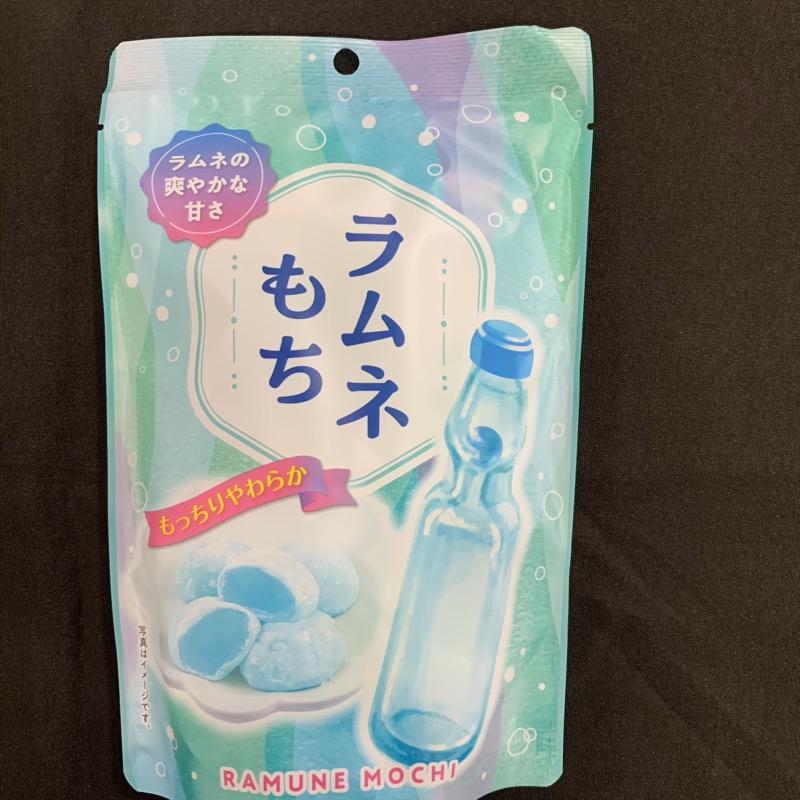 ラムネの
爽やかな
甘さ
ラムネ
もち
もっちりやわらか
写真はイメージです。
RAMUNE MOCHI